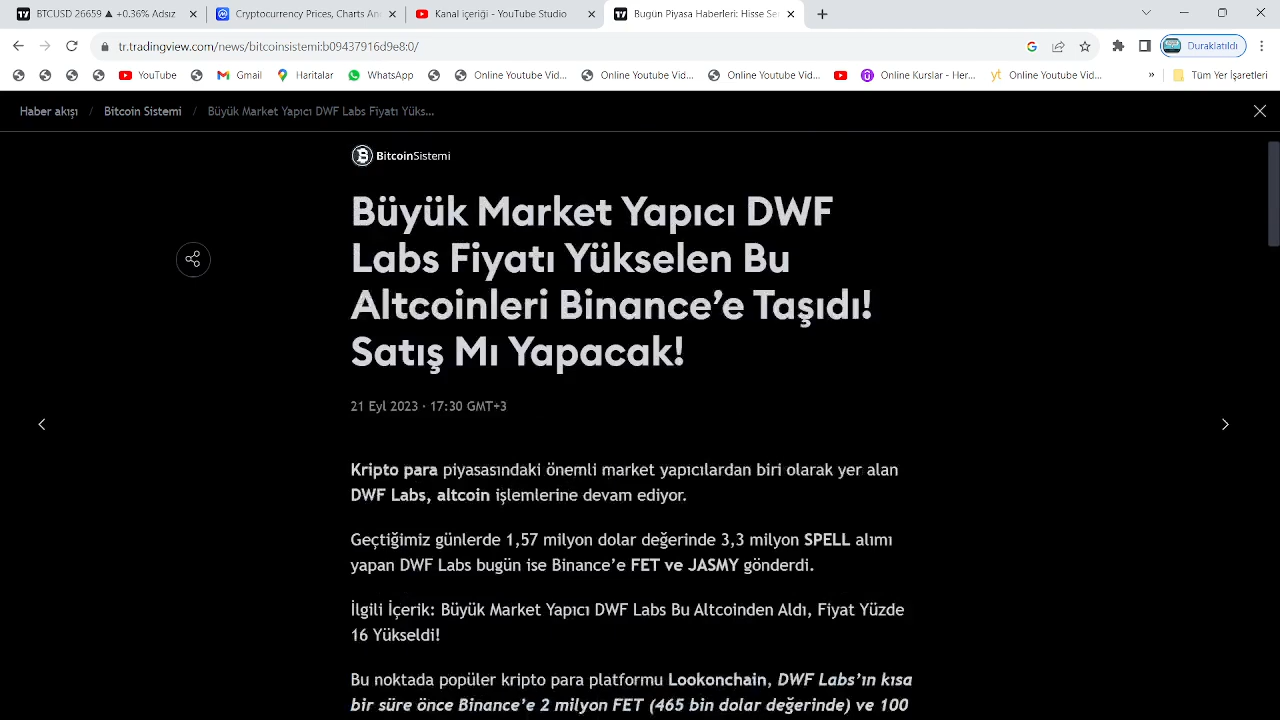 BTCUSD 26659 ▲ +0.36% Adsız
Cryptocurrency Prices, Charts An
Kanal içeriği - YouTube Studio
Bugün Piyasa Haberleri: Hisse Se
tr.tradingview.com/news/bitcoinsistemi:b09437916d9e8:0/
Duraklatıldı
YouTube
Gmail
Haritalar
WhatsApp
Online Youtube Vid...
Online Youtube Vid...
Online Youtube Vid...
Online Kurslar - Her...
yt Online Youtube Vid...
»
Tüm Yer İşaretleri
Haber akışı / Bitcoin Sistemi / Büyük Market Yapıcı DWF Labs Fiyatı Yüks...
BitcoinSistemi
Büyük Market Yapıcı DWF
Labs Fiyatı Yükselen Bu
Altcoinleri Binance’e Taşıdı!
Satış Mı Yapacak!
21 Eyl 2023 · 17:30 GMT+3
Kripto para piyasasındaki önemli market yapıcılardan biri olarak yer alan
DWF Labs, altcoin işlemlerine devam ediyor.
Geçtiğimiz günlerde 1,57 milyon dolar değerinde 3,3 milyon SPELL alımı
yapan DWF Labs bugün ise Binance’e FET ve JASMY gönderdi.
İlgili İçerik: Büyük Market Yapıcı DWF Labs Bu Altcoinden Aldı, Fiyat Yüzde
16 Yükseldi!
Bu noktada popüler kripto para platformu Lookonchain, DWF Labs’ın kısa
bir süre önce Binance’e 2 milyon FET (465 bin dolar değerinde) ve 100